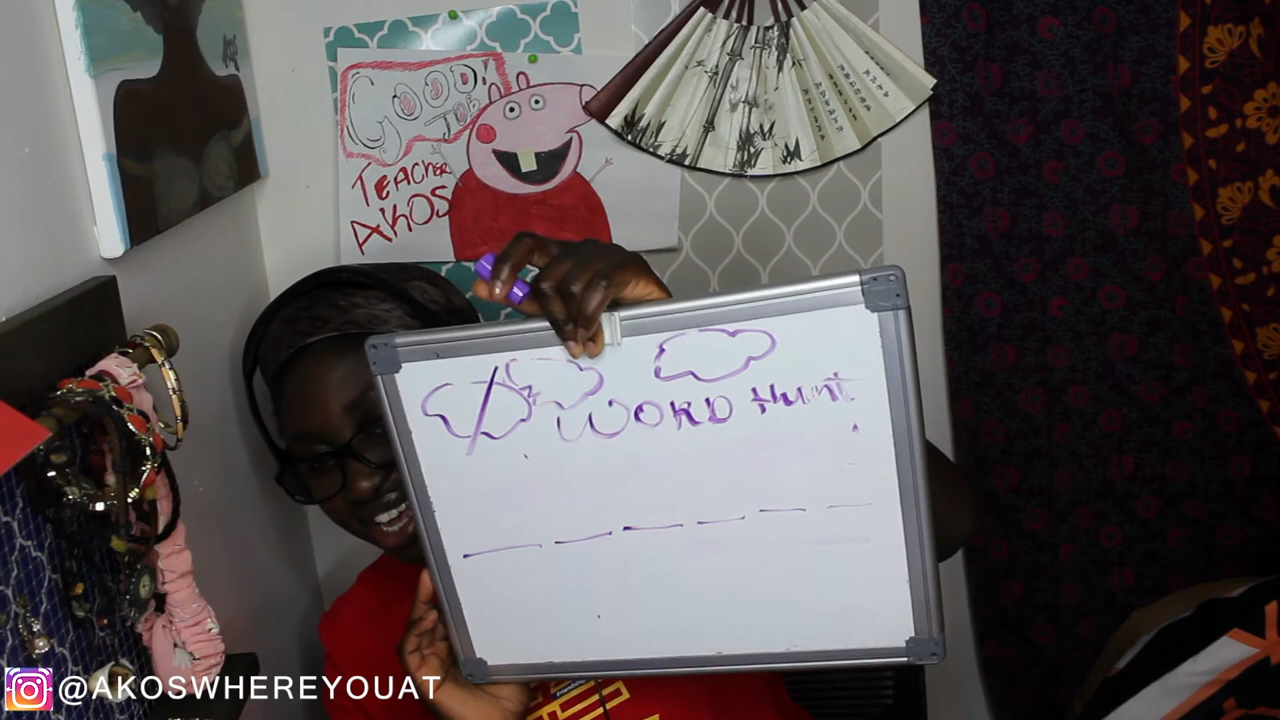 GOOD!
JOB
TEACHER
AKOS
WORD Hunt
@AKOSWHEREYOUAT